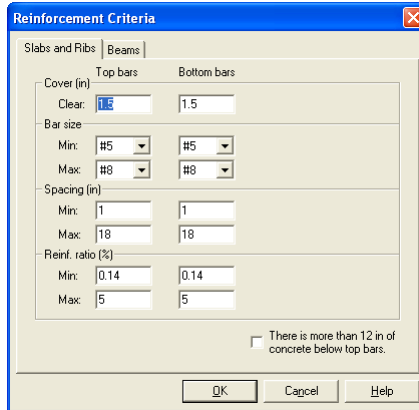 Reinforcement Criteria
Slabs and Ribs Beams
Top bars Bottom bars
Cover (in)
Clear: 1.5 1.5
Bar size
Min: #5 #5
Max: #8 #8
Spacing (in)
Min: 1 1
Max: 18 18
Reinf. ratio (%)
Min: 0.14 0.14
Max: 5 5
There is more than 12 in of
concrete below top bars.
OK Cancel Help